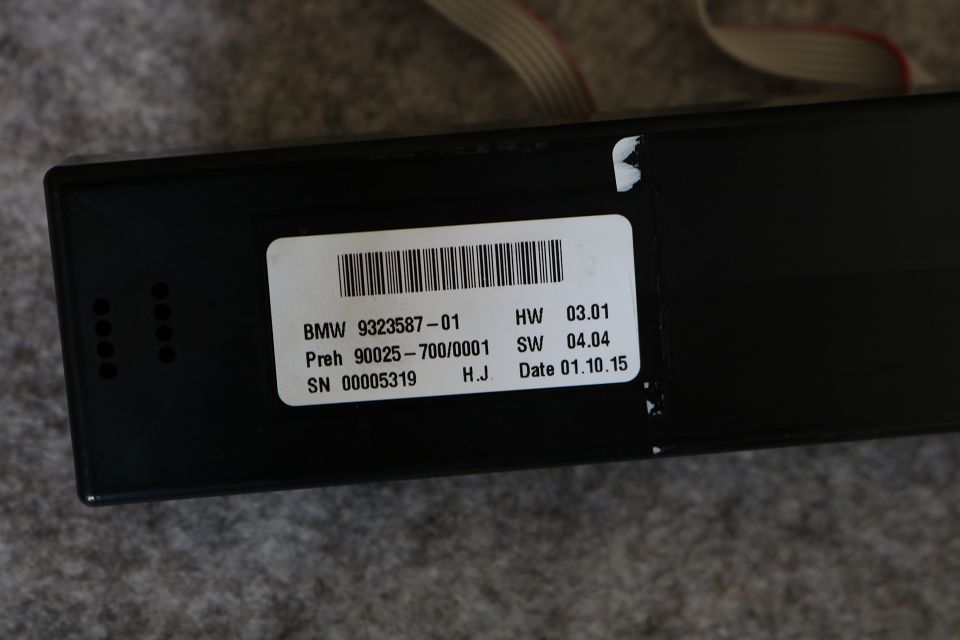 BMW 9323587-01 HW 03.01
Preh 90025-700/0001 SW 04.04
SN 00005319 H.J. Date 01.10.15